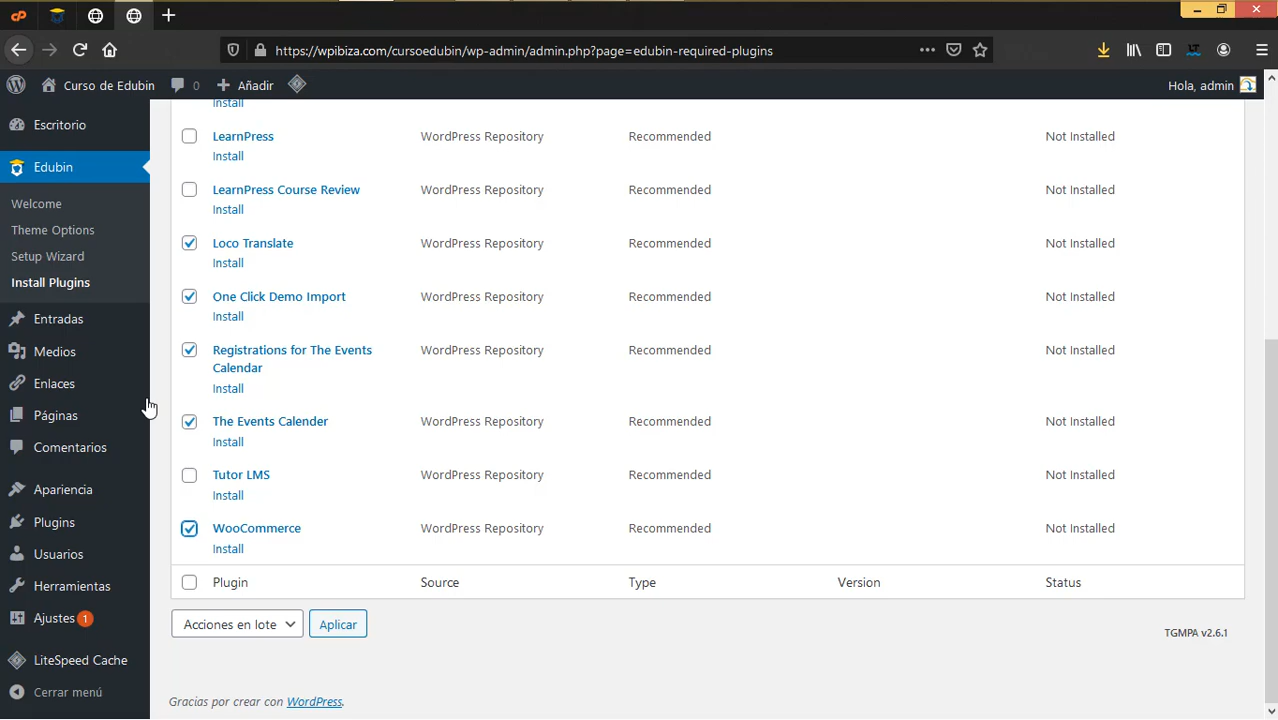 https://wpibiza.com/cursoedubin/wp-admin/admin.php?page=edubin-required-plugins
Curso de Edubin 0 Añadir Hola, admin
Escritorio
Edubin
Welcome
Theme Options
Setup Wizard
Install Plugins
Entradas
Medios
Enlaces
Páginas
Comentarios
Apariencia
Plugins
Usuarios
Herramientas
Ajustes 1
LiteSpeed Cache
Cerrar menú
Install
LearnPress WordPress Repository Recommended Not Installed
Install
LearnPress Course Review WordPress Repository Recommended Not Installed
Install
Loco Translate WordPress Repository Recommended Not Installed
Install
One Click Demo Import WordPress Repository Recommended Not Installed
Install
Registrations for The Events WordPress Repository Recommended Not Installed
Calendar
Install
The Events Calender WordPress Repository Recommended Not Installed
Install
Tutor LMS WordPress Repository Recommended Not Installed
Install
WooCommerce WordPress Repository Recommended Not Installed
Install
Plugin Source Type Version Status
Acciones en lote Aplicar
TGMPA v2.6.1
Gracias por crear con WordPress.